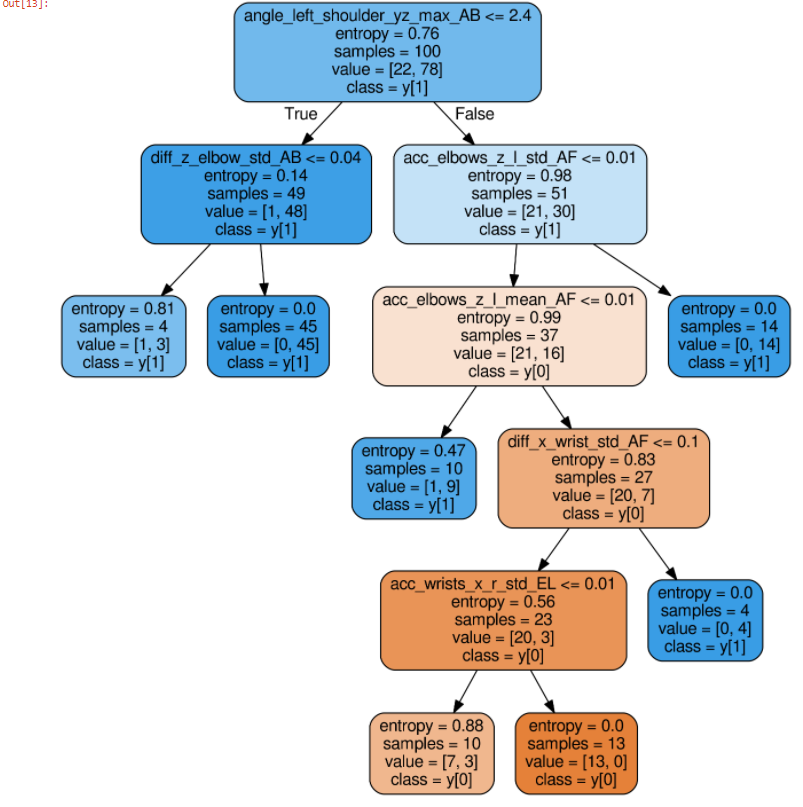 Out[13]:
angle_left_shoulder_yz_max_AB <= 2.4
entropy = 0.76
samples = 100
value = [22, 78]
class = y[1]
True
False
diff_z_elbow_std_AB <= 0.04
entropy = 0.14
samples = 49
value = [1, 48]
class = y[1]
acc_elbows_z_l_std_AF <= 0.01
entropy = 0.98
samples = 51
value = [21, 30]
class = y[1]
entropy = 0.81
samples = 4
value = [1, 3]
class = y[1]
entropy = 0.0
samples = 45
value = [0, 45]
class = y[1]
acc_elbows_z_l_mean_AF <= 0.01
entropy = 0.99
samples = 37
value = [21, 16]
class = y[0]
entropy = 0.0
samples = 14
value = [0, 14]
class = y[1]
entropy = 0.47
samples = 10
value = [1, 9]
class = y[1]
diff_x_wrist_std_AF <= 0.1
entropy = 0.83
samples = 27
value = [20, 7]
class = y[0]
acc_wrists_x_r_std_EL <= 0.01
entropy = 0.56
samples = 23
value = [20, 3]
class = y[0]
entropy = 0.0
samples = 4
value = [0, 4]
class = y[1]
entropy = 0.88
samples = 10
value = [7, 3]
class = y[0]
entropy = 0.0
samples = 13
value = [13, 0]
class = y[0]